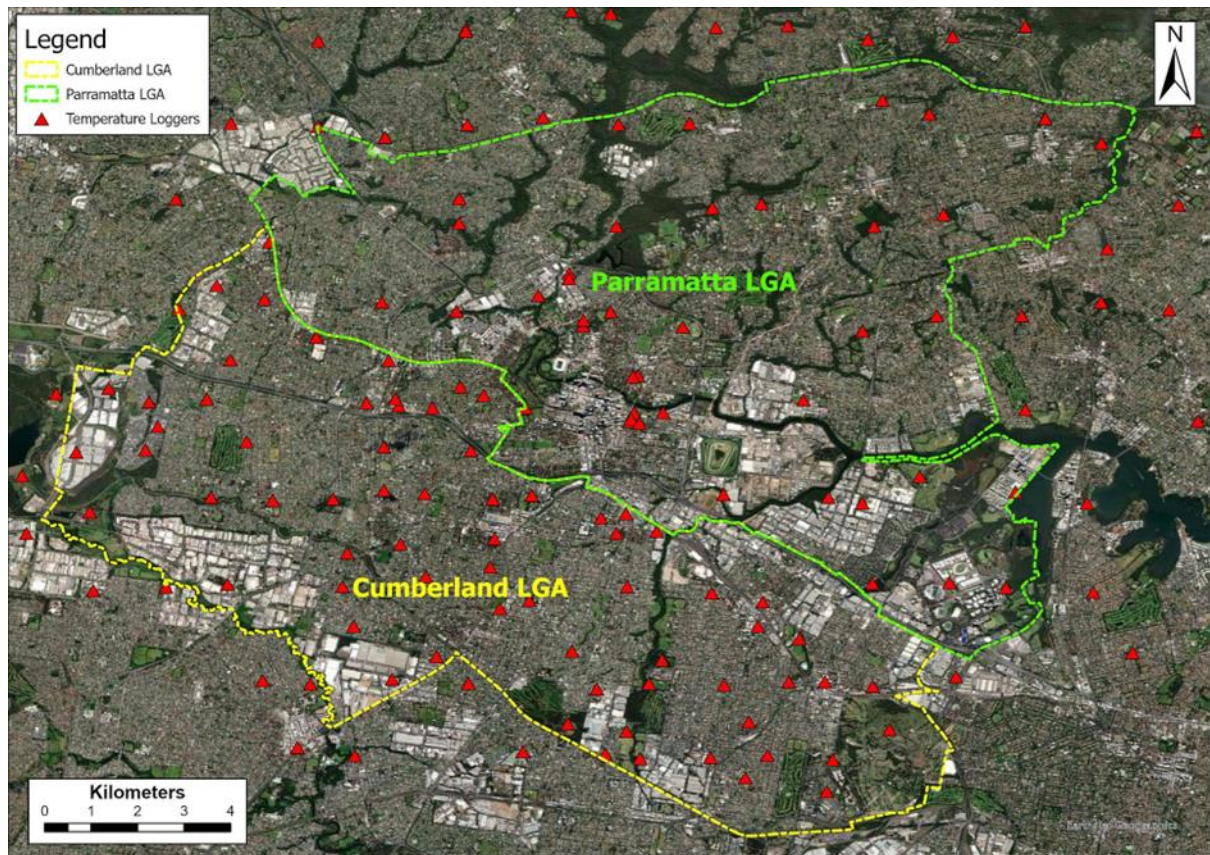 Legend
Cumberland LGA
Parramatta LGA
Temperature Loggers
N
Parramatta LGA
Cumberland LGA
Kilometers
0 1 2 3 4